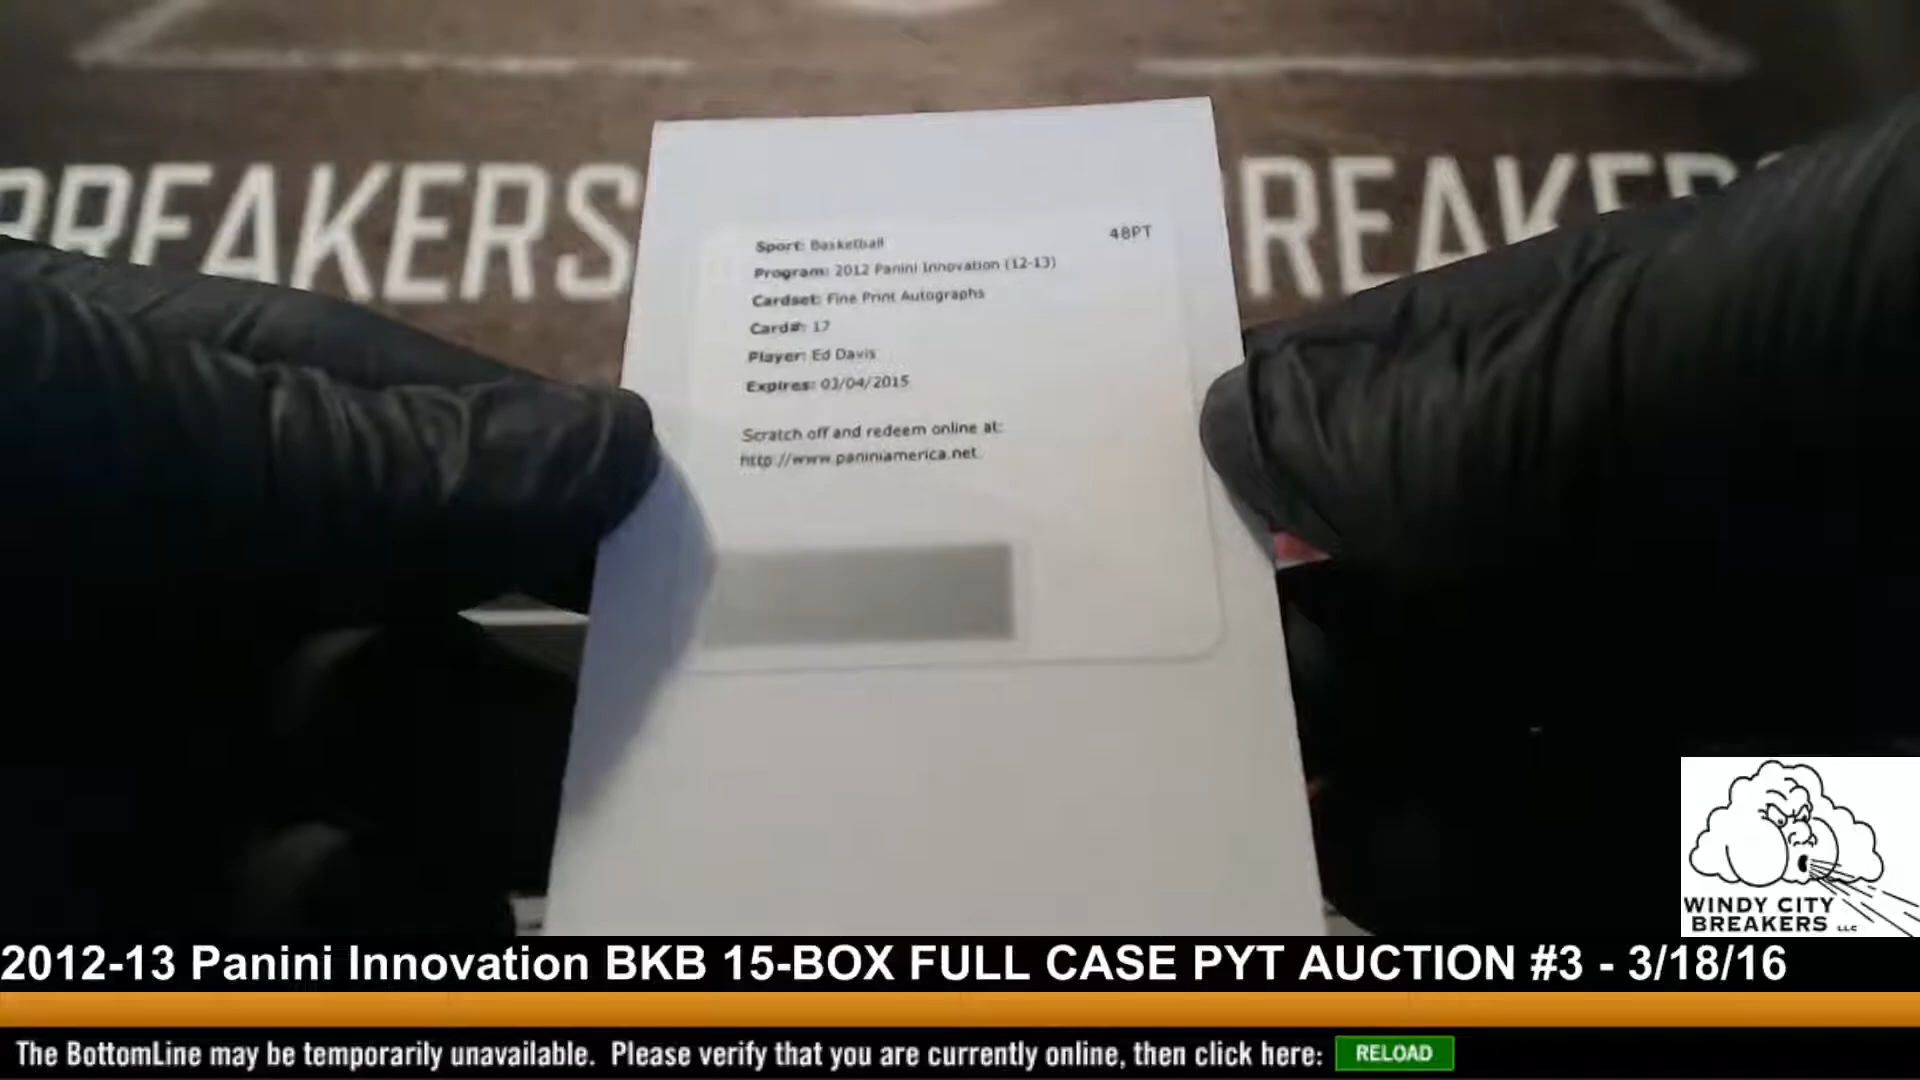 BREAKERS
BREAKERS
Sport: Basketball
48PT
Program: 2012 Panini Innovation (12-13)
Cardset: Fine Print Autographs
Card#: 17
Player: Ed Davis
Expires: 03/04/2015
Scratch off and redeem online at:
http://www.paniniamerica.net
WINDY CITY
BREAKERS LLC
2012-13 Panini Innovation BKB 15-BOX FULL CASE PYT AUCTION #3 - 3/18/16
The BottomLine may be temporarily unavailable. Please verify that you are currently online, then click here: RELOAD